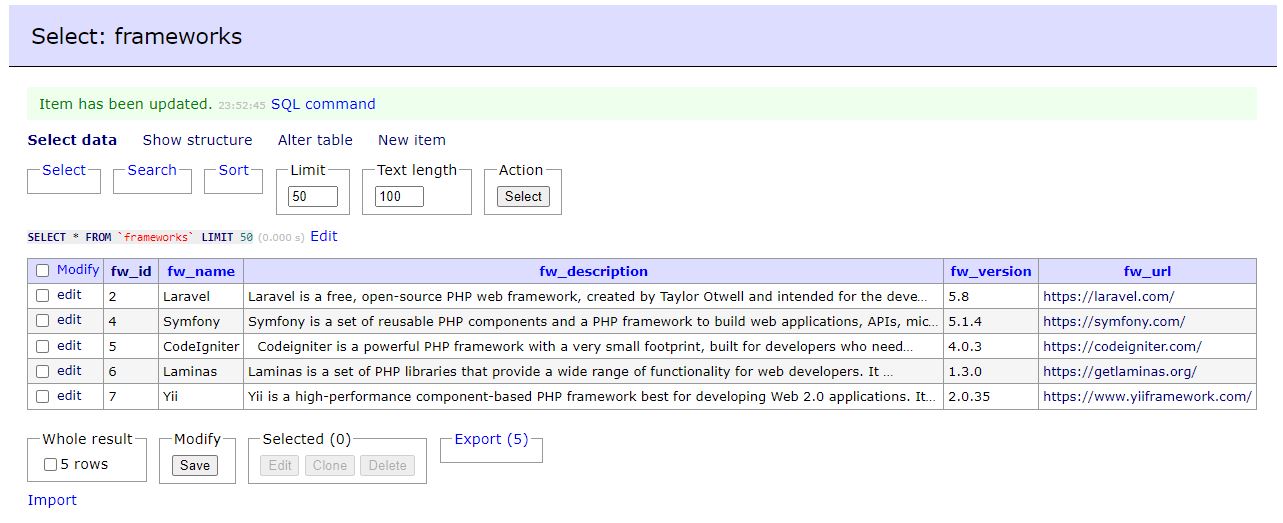 Select: frameworks
Item has been updated. 23:52:45 SQL command
Select data Show structure Alter table New item
Select Search Sort Limit Text length Action
50 100 Select
SELECT * FROM `frameworks` LIMIT 50 (0.000 s) Edit
Modify fw_id fw_name fw_description fw_version fw_url
edit 2 Laravel Laravel is a free, open-source PHP web framework, created by Taylor Otwell and intended for the deve... 5.8 https://laravel.com/
edit 4 Symfony Symfony is a set of reusable PHP components and a PHP framework to build web applications, APIs, mic... 5.1.4 https://symfony.com/
edit 5 CodeIgniter Codeigniter is a powerful PHP framework with a very small footprint, built for developers who need... 4.0.3 https://codeigniter.com/
edit 6 Laminas Laminas is a set of PHP libraries that provide a wide range of functionality for web developers. It ... 1.3.0 https://getlaminas.org/
edit 7 Yii Yii is a high-performance component-based PHP framework best for developing Web 2.0 applications. It... 2.0.35 https://www.yiiframework.com/
Whole result Modify Selected (0) Export (5)
5 rows Save Edit Clone Delete
Import